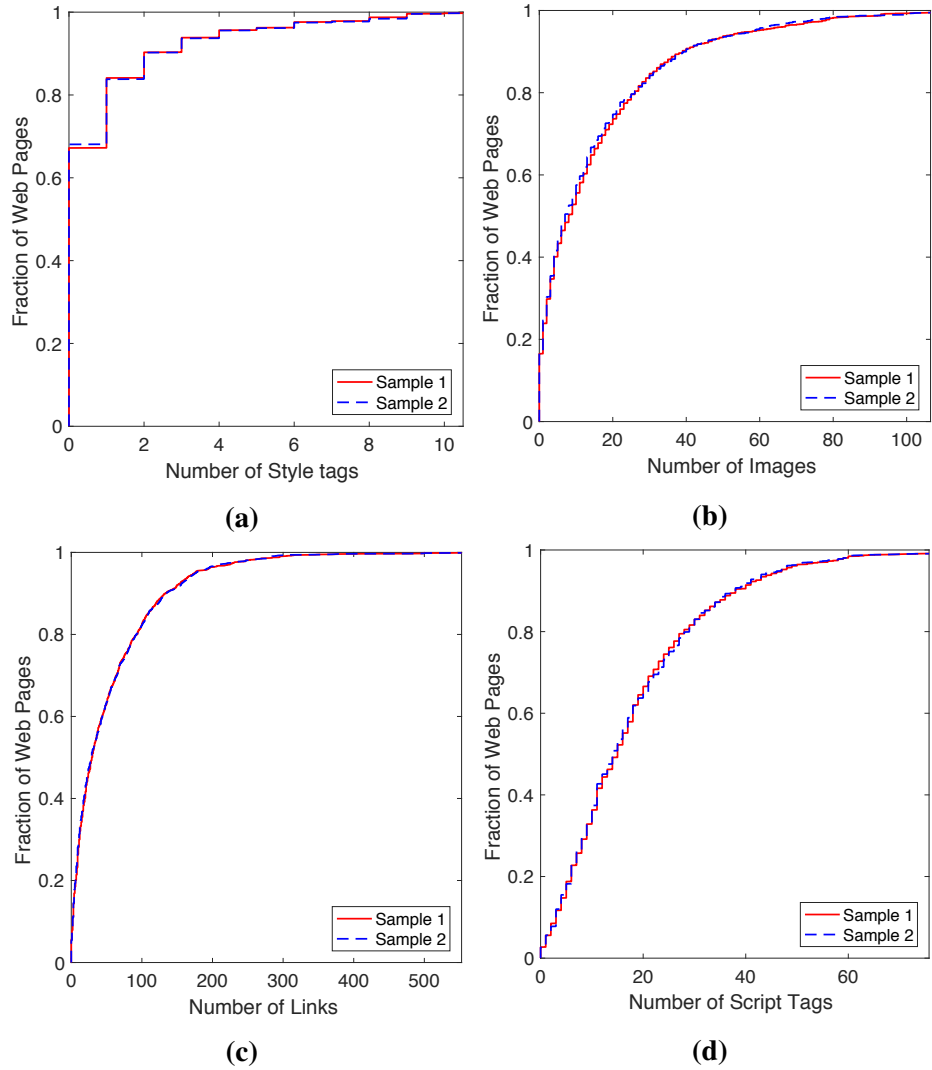 1
0.8
0.6
0.4
0.2
0
Fraction of Web Pages
Sample 1
Sample 2
0 2 4 6 8 10
Number of Style tags
(a)
1
0.8
0.6
0.4
0.2
0
Fraction of Web Pages
Sample 1
Sample 2
0 20 40 60 80 100
Number of Images
(b)
1
0.8
0.6
0.4
0.2
0
Fraction of Web Pages
Sample 1
Sample 2
0 100 200 300 400 500
Number of Links
(c)
1
0.8
0.6
0.4
0.2
0
Fraction of Web Pages
Sample 1
Sample 2
0 20 40 60
Number of Script Tags
(d)